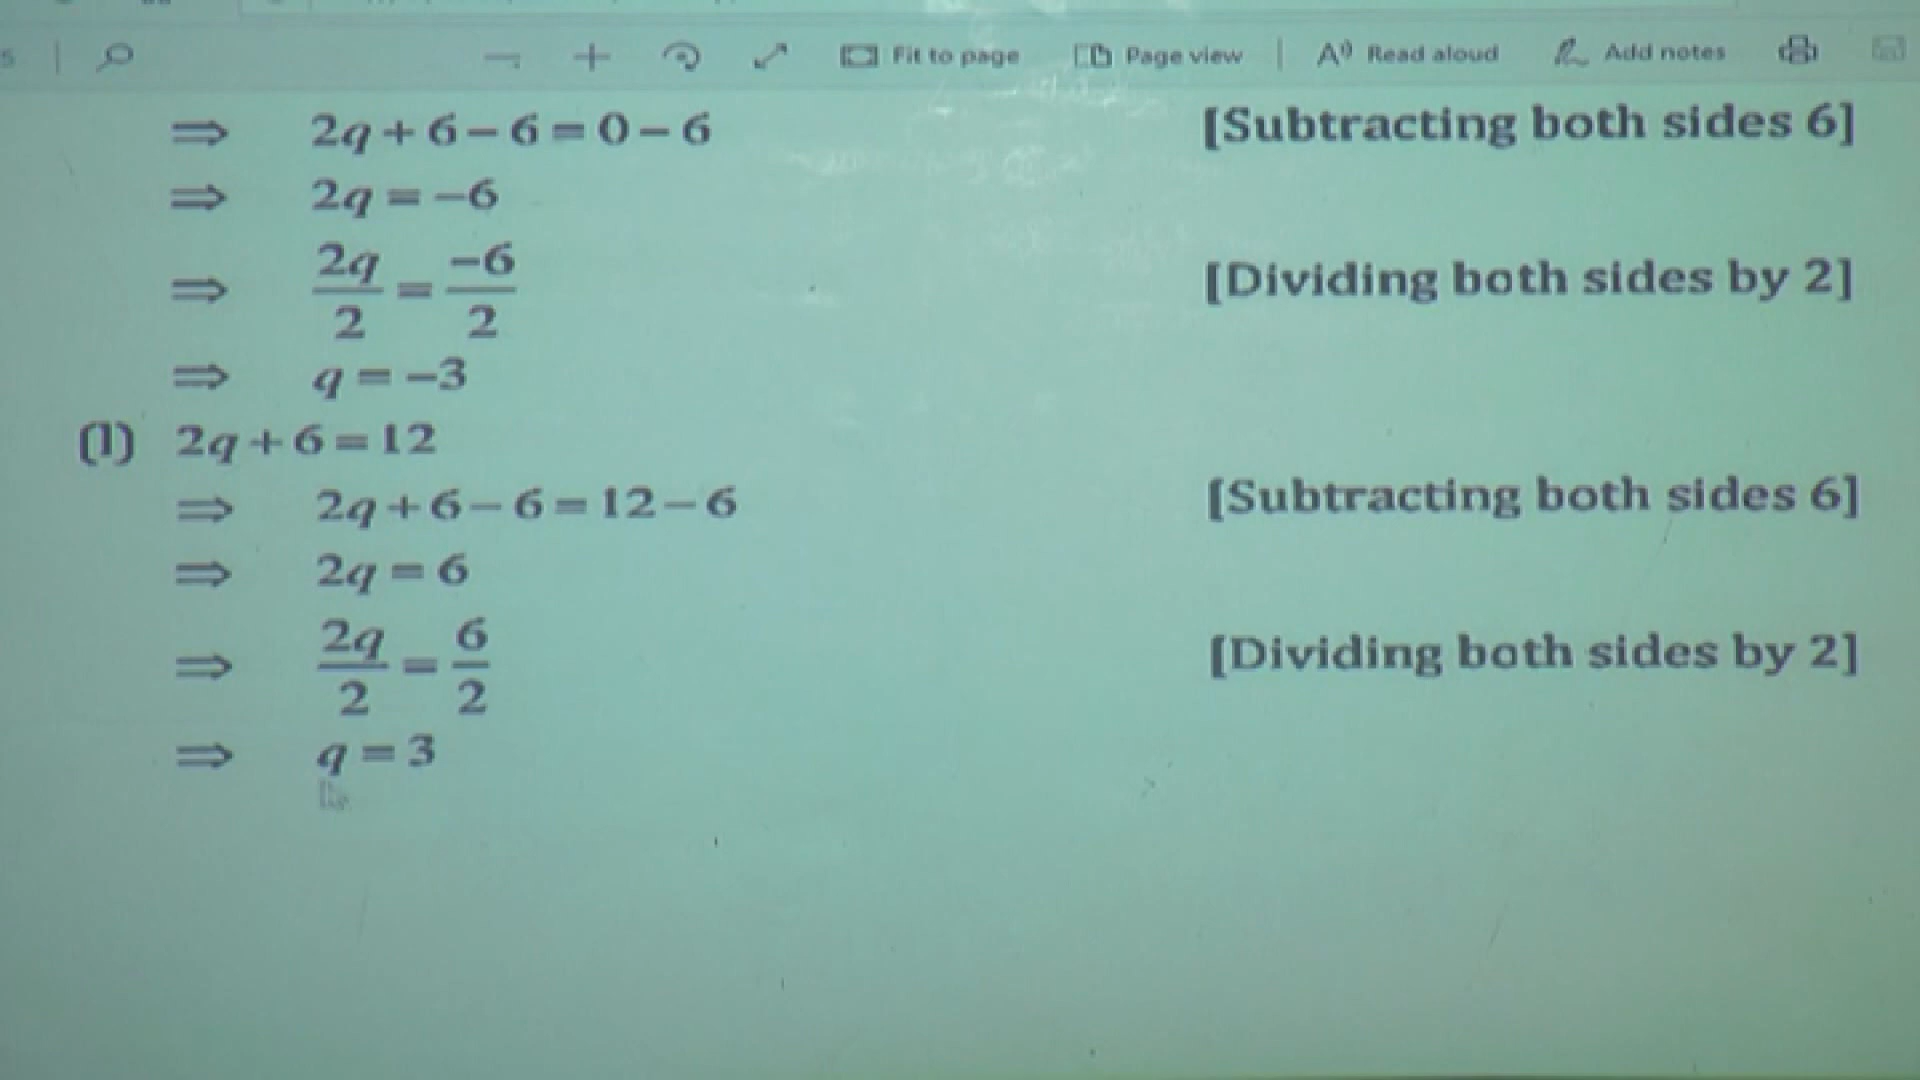 Fit to page Page view Read aloud Add notes
⇒ 2q + 6 – 6 = 0 – 6 [Subtracting both sides 6]
⇒ 2q = –6
⇒ 2q/2 = –6/2 [Dividing both sides by 2]
⇒ q = –3
(l) 2q + 6 = 12
⇒ 2q + 6 – 6 = 12 – 6 [Subtracting both sides 6]
⇒ 2q = 6
⇒ 2q/2 = 6/2 [Dividing both sides by 2]
⇒ q = 3